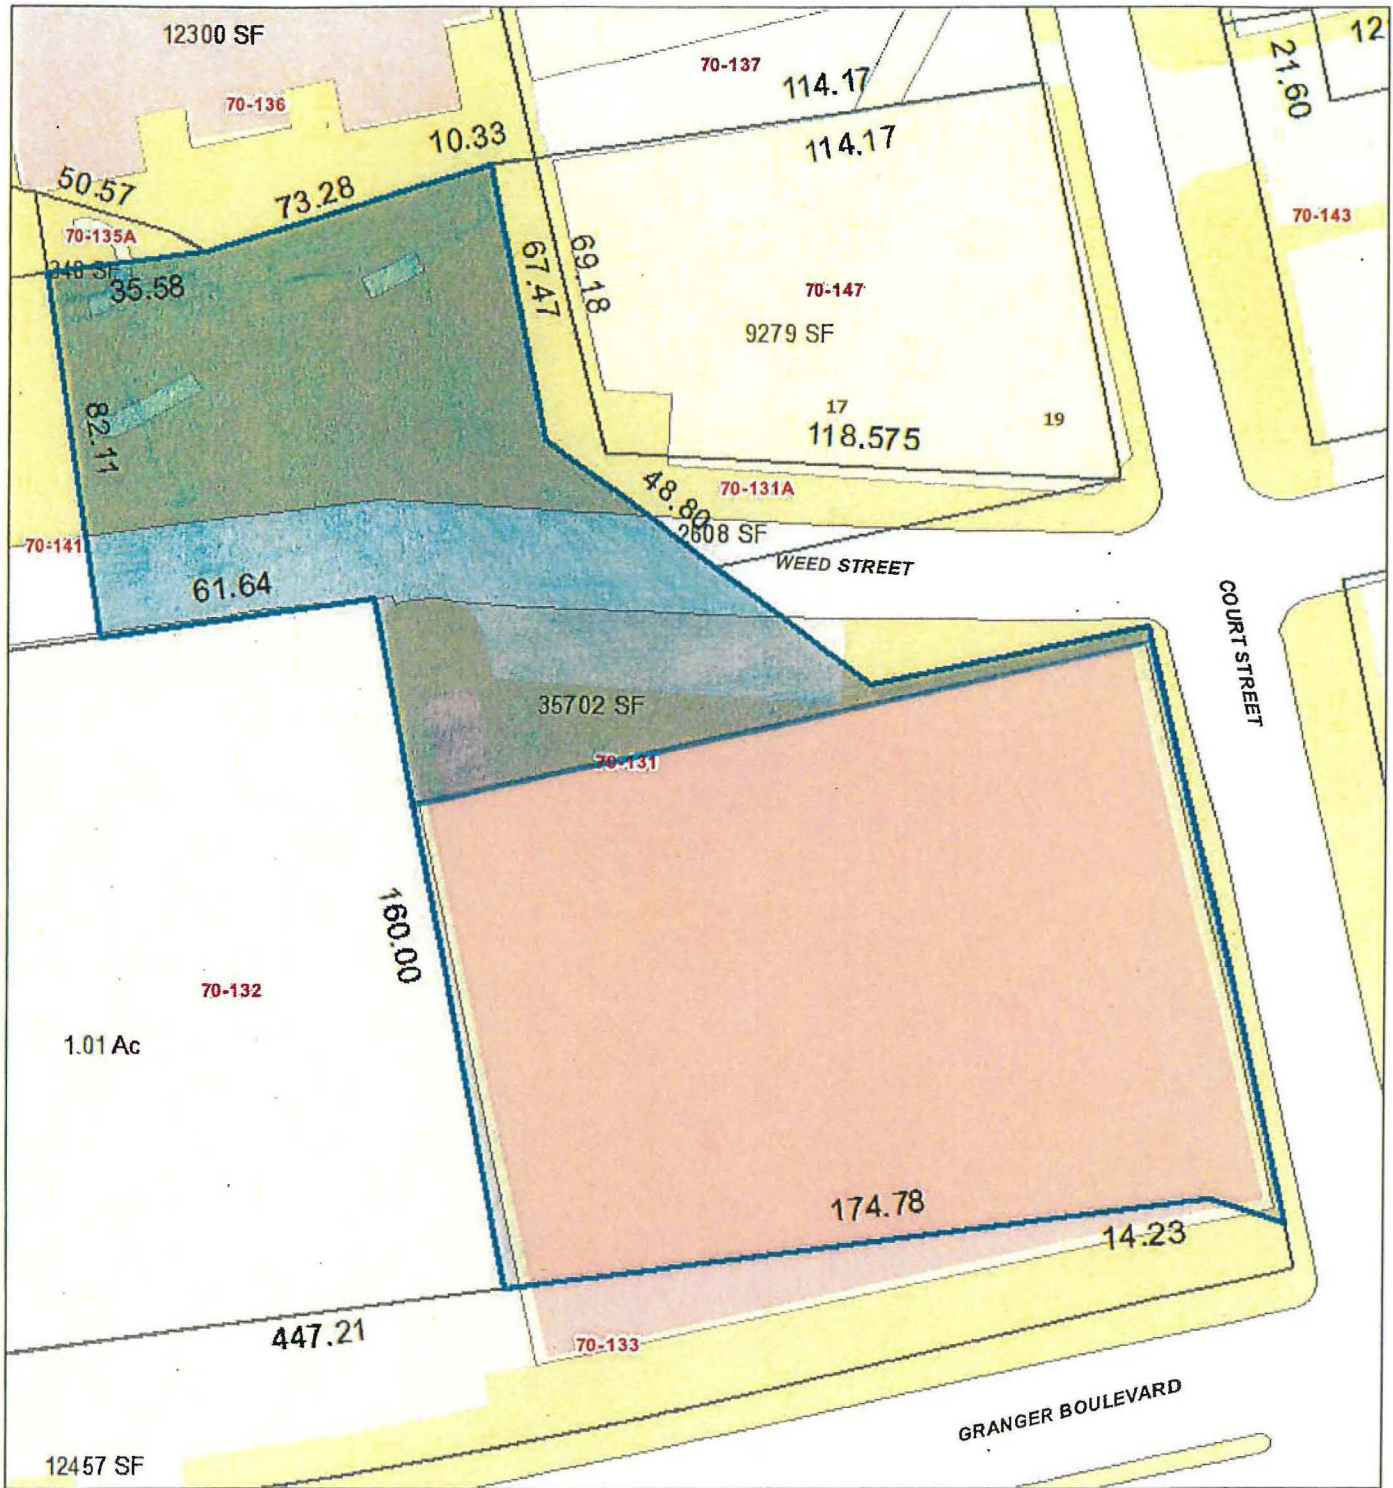 12300 SF
12
70-137
114.17
21.60
70-136
10.33
114.17
50.57
73.28
70-143
70-135A
348 SF
35.58
67.47
69.18
70-147
9279 SF
82.11
17
19
118.575
48.80
70-131A
2608 SF
70-141
WEED STREET
61.64
COURT STREET
35702 SF
70-131
160.00
70-132
1.01 Ac
174.78
14.23
447.21
70-133
GRANGER BOULEVARD
12457 SF